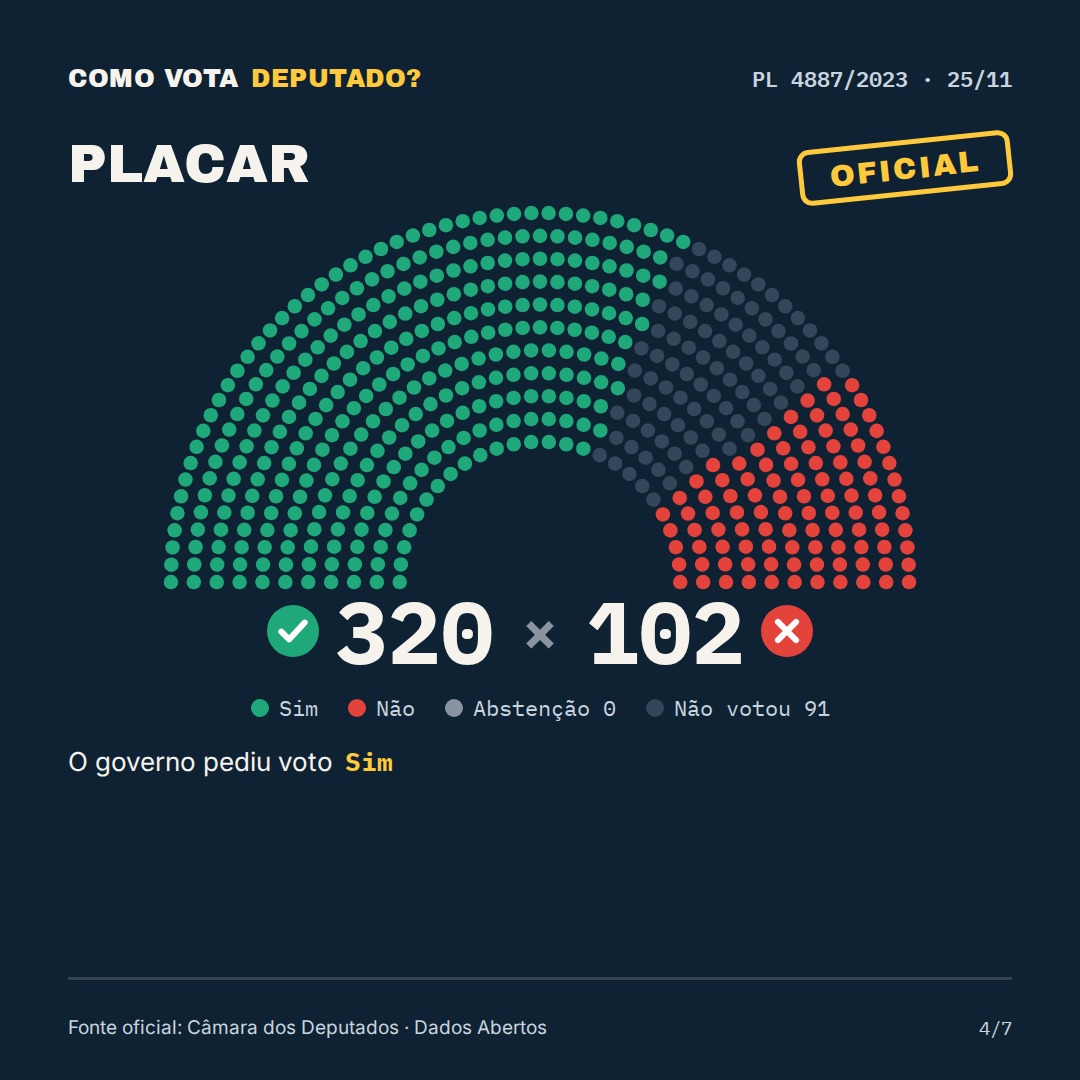 COMO VOTA DEPUTADO?
PL 4887/2023 · 25/11
PLACAR
OFICIAL
320 × 102
Sim Não Abstenção 0 Não votou 91
O governo pediu voto Sim
Fonte oficial: Câmara dos Deputados · Dados Abertos
4/7